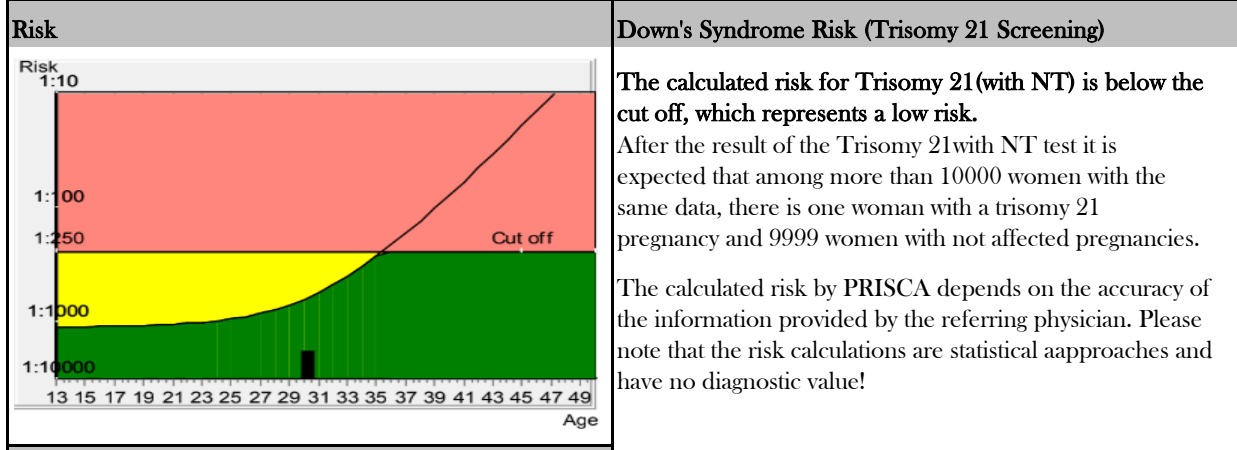 Risk
Risk
1:10
1:100
1:250
Cut off
1:1000
1:10000
13 15 17 19 21 23 25 27 29 31 33 35 37 39 41 43 45 47 49
Age
Down's Syndrome Risk (Trisomy 21 Screening)
The calculated risk for Trisomy 21(with NT) is below the
cut off, which represents a low risk.
After the result of the Trisomy 21with NT test it is
expected that among more than 10000 women with the
same data, there is one woman with a trisomy 21
pregnancy and 9999 women with not affected pregnancies.
The calculated risk by PRISCA depends on the accuracy of
the information provided by the referring physician. Please
note that the risk calculations are statistical aapproaches and
have no diagnostic value!